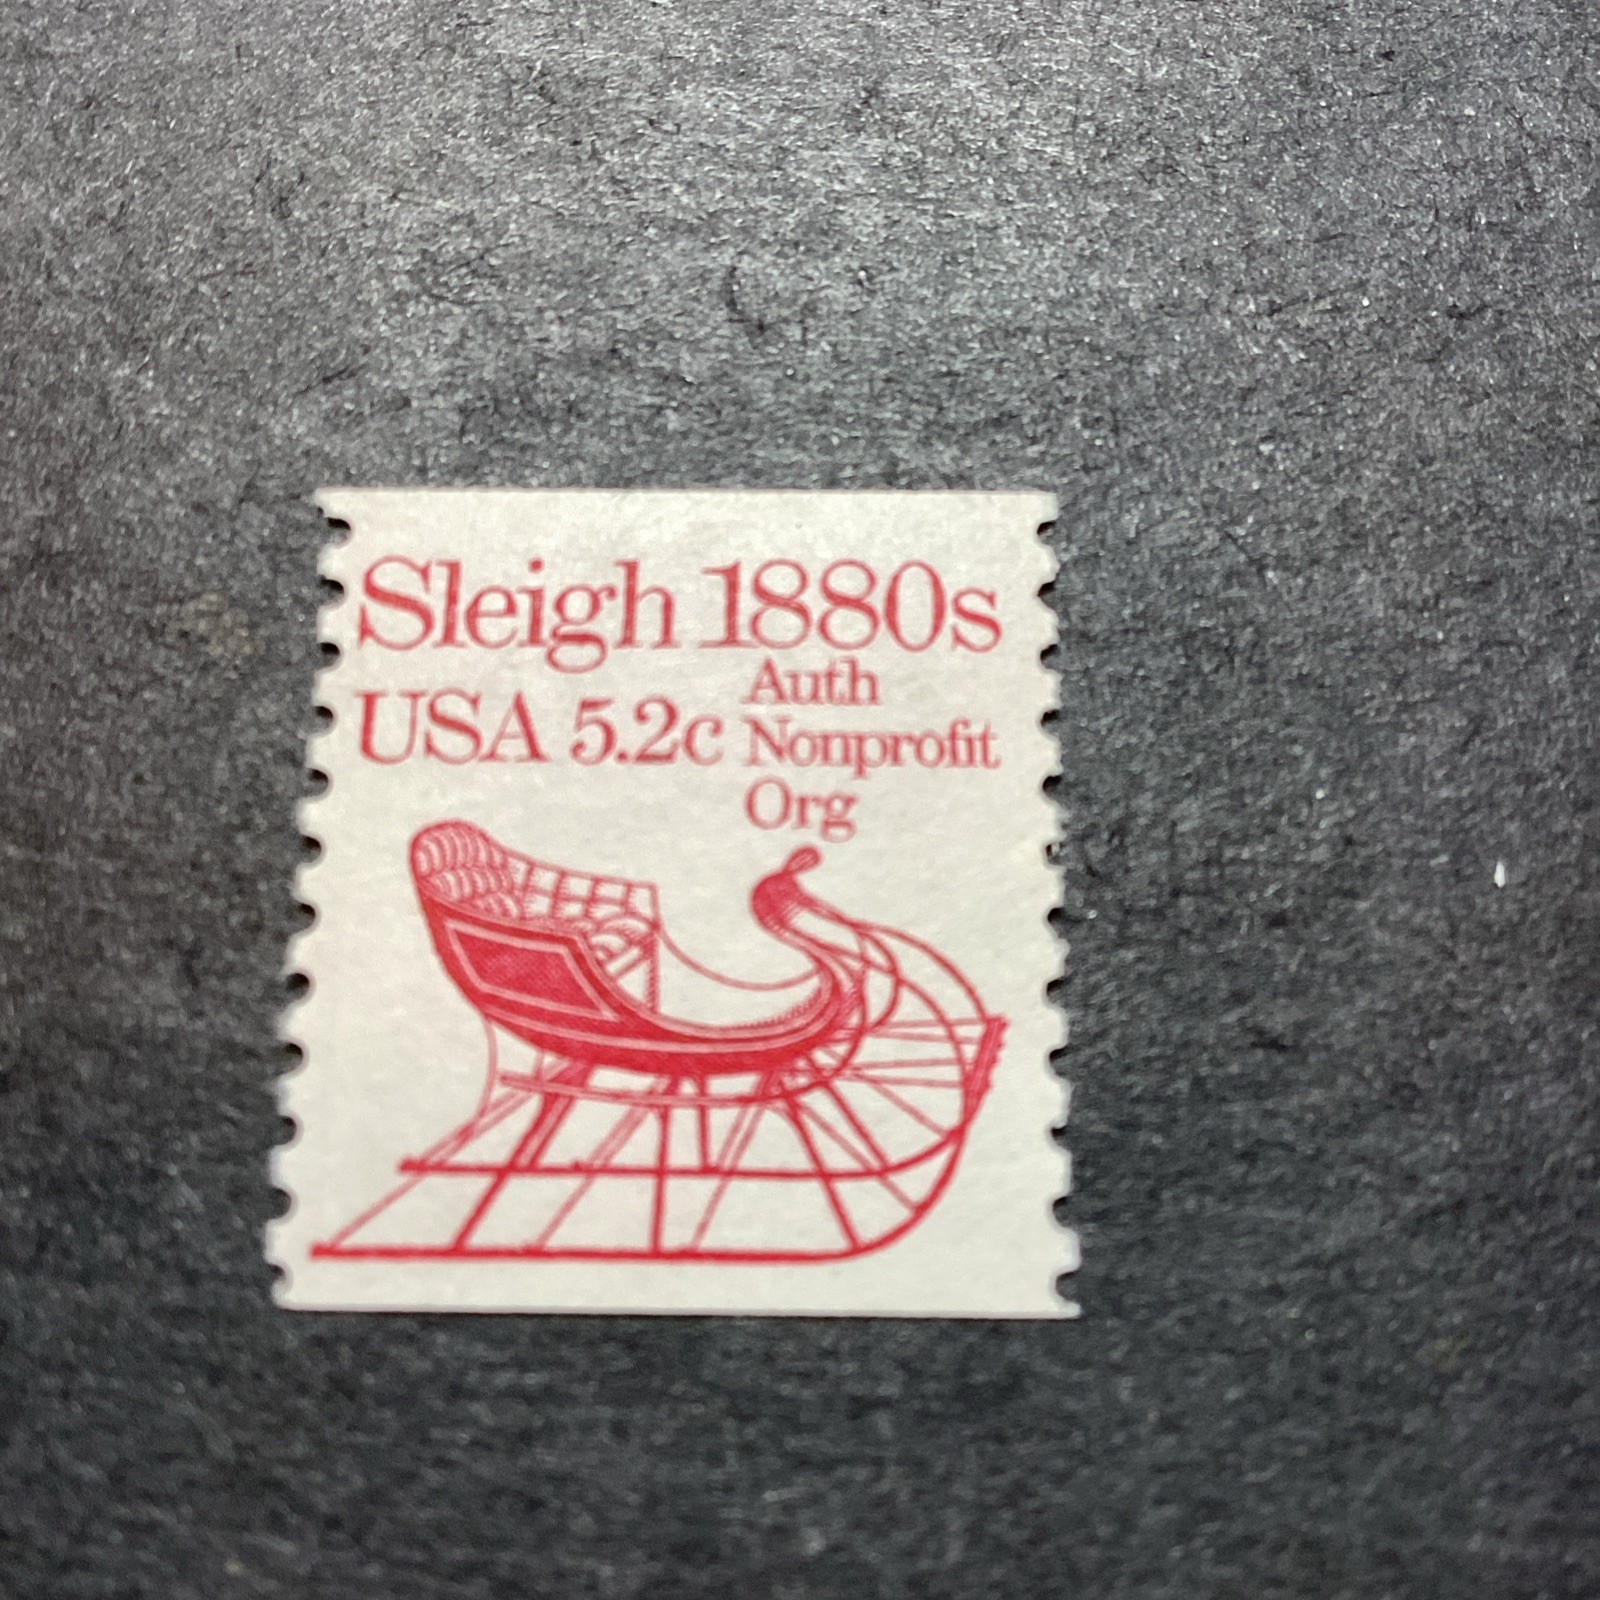 Sleigh 1880s
USA 5.2c
Auth
Nonprofit
Org